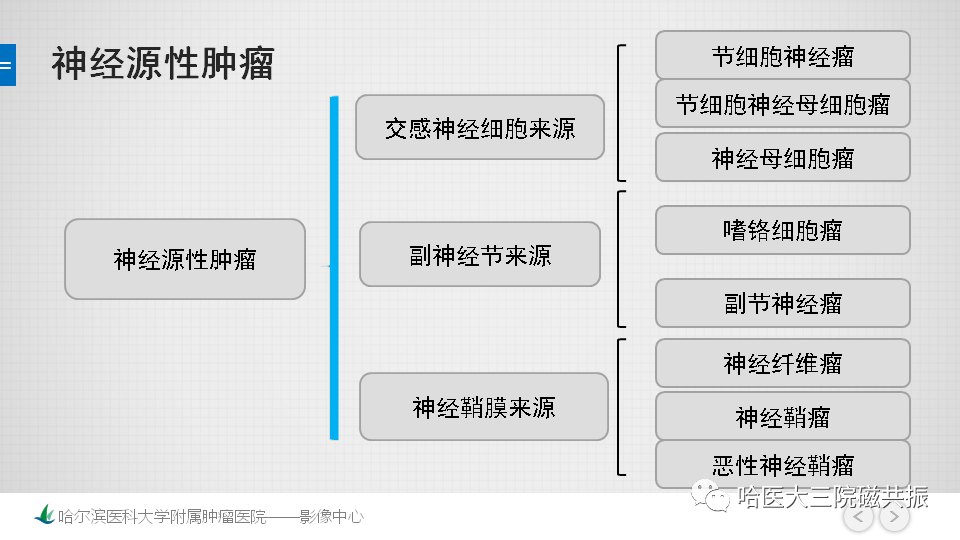 神经源性肿瘤
神经源性肿瘤
交感神经细胞来源
节细胞神经瘤
节细胞神经母细胞瘤
神经母细胞瘤
副神经节来源
嗜铬细胞瘤
副节神经瘤
神经鞘膜来源
神经纤维瘤
神经鞘瘤
恶性神经鞘瘤
哈医大三院磁共振
哈尔滨医科大学附属肿瘤医院——影像中心